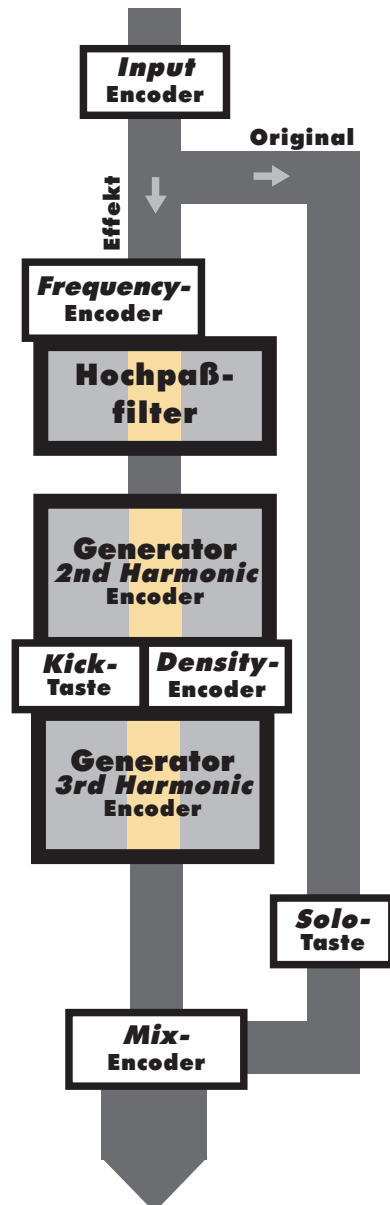 Input
Encoder
Original
Effekt
Frequency-
Encoder
Hochpaß-
filter
Generator
2nd Harmonic
Encoder
Kick-
Taste
Density-
Encoder
Generator
3rd Harmonic
Encoder
Solo-
Taste
Mix-
Encoder